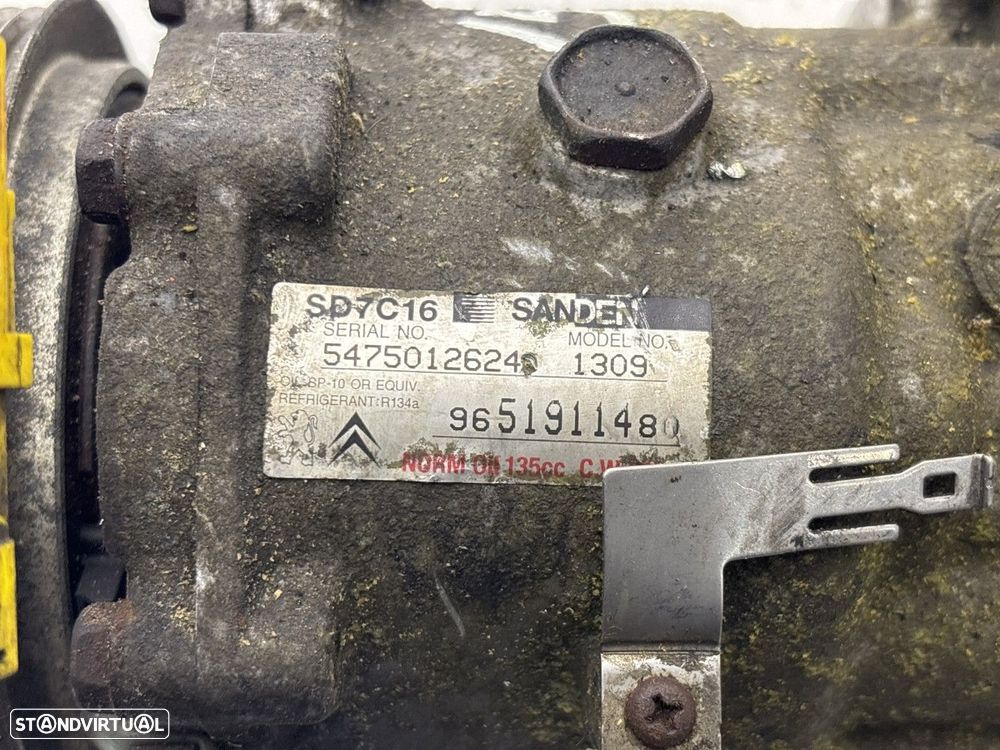 SD7C16 SANDEN
SERIAL NO. MODEL NO.
1309
OIL:SP-10 OR EQUIV.
REFRIGERANT:R134a
9651911480
NORM Oil 135cc
STANDVIRTUAL